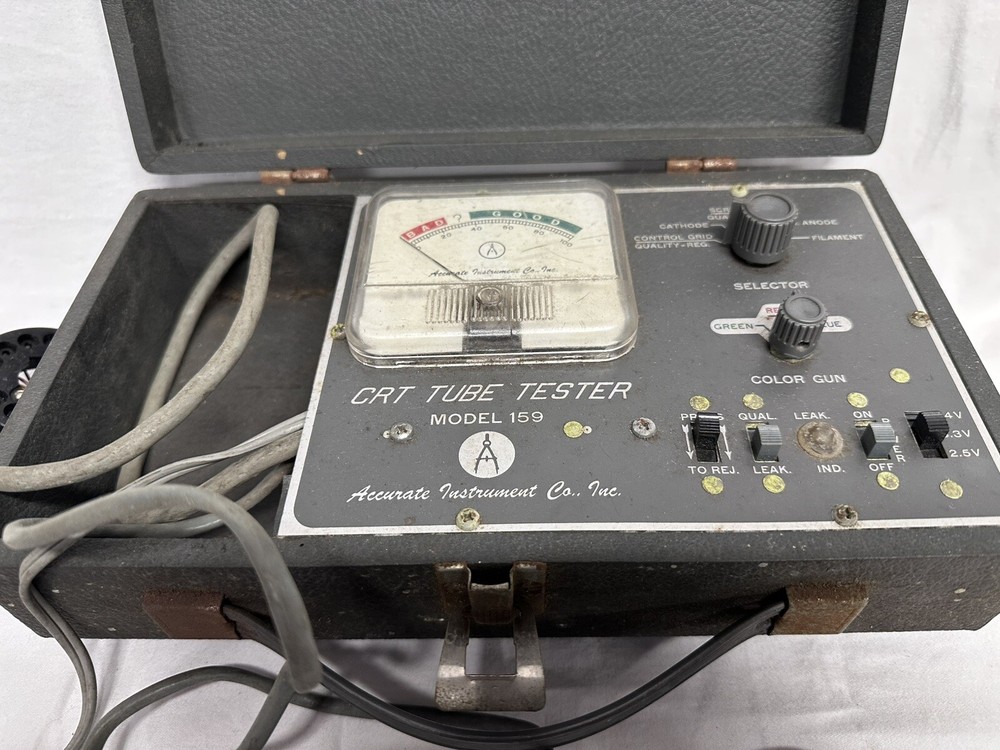 BAD ? GOOD
20 40 60 80 100
Accurate Instrument Co., Inc.
CATHODE
ANODE
CONTROL GRID
QUALITY-REG.
FILAMENT
SELECTOR
GREEN
COLOR GUN
CRT TUBE TESTER
MODEL 159
Accurate Instrument Co., Inc.
QUAL. LEAK. ON
TO REJ. LEAK. IND. OFF
4V
.3V
2.5V